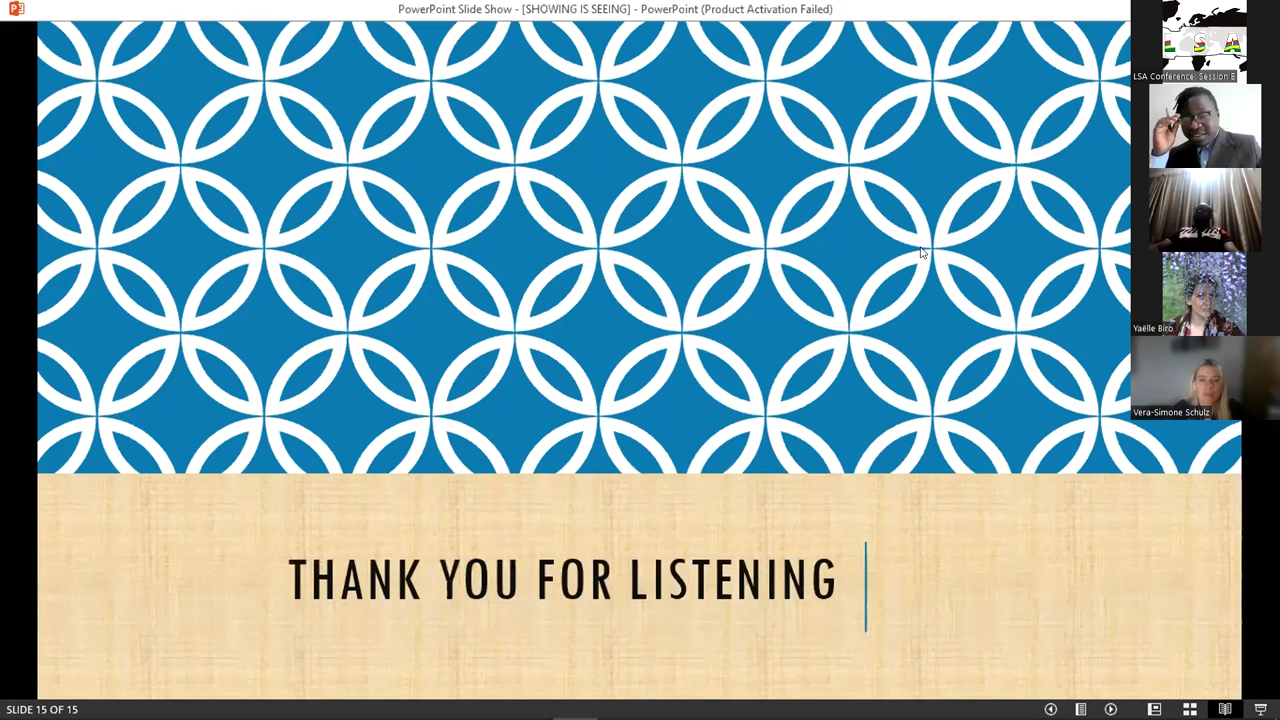 PowerPoint Slide Show - [SHOWING IS SEEING] - PowerPoint (Product Activation Failed)
LSA
LSA Conference: Session E
Yaëlle Biro
Vera-Simone Schulz
THANK YOU FOR LISTENING
SLIDE 15 OF 15